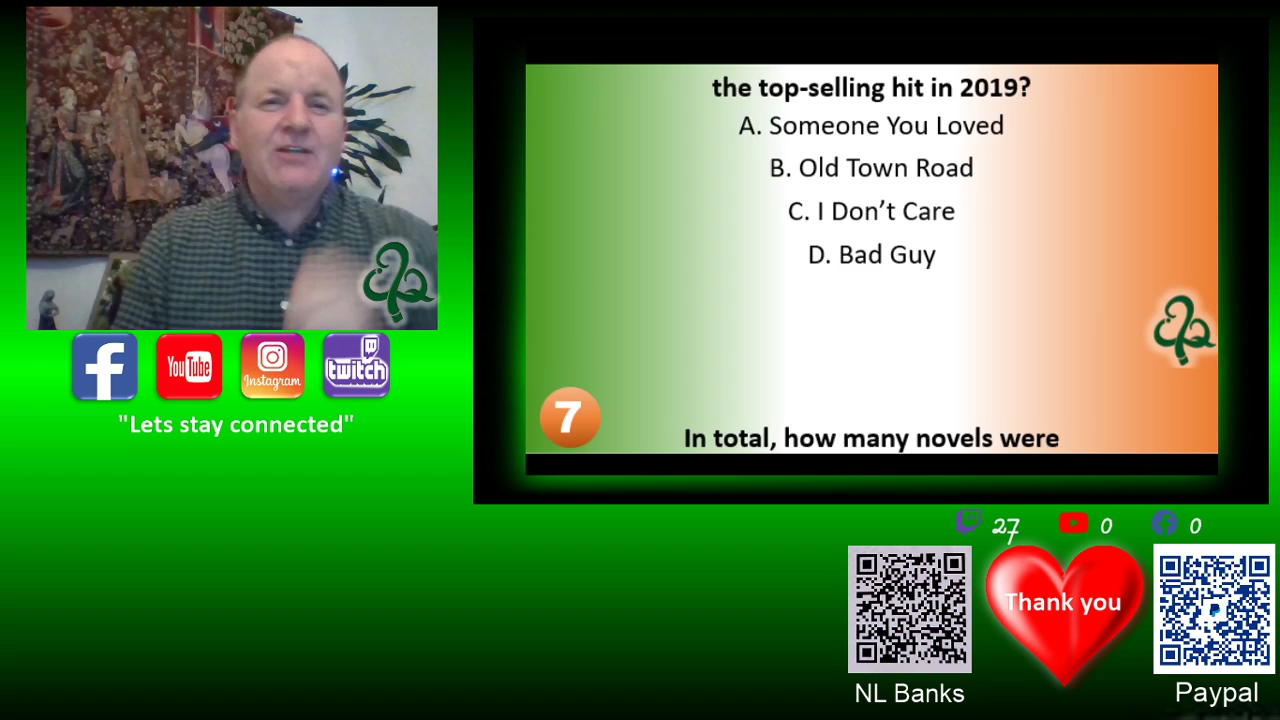 the top-selling hit in 2019?
A. Someone You Loved
B. Old Town Road
C. I Don’t Care
D. Bad Guy
7
In total, how many novels were
f
YouTube
Instagram
twitch
"Lets stay connected"
27
0
0
Thank you
NL Banks
Paypal